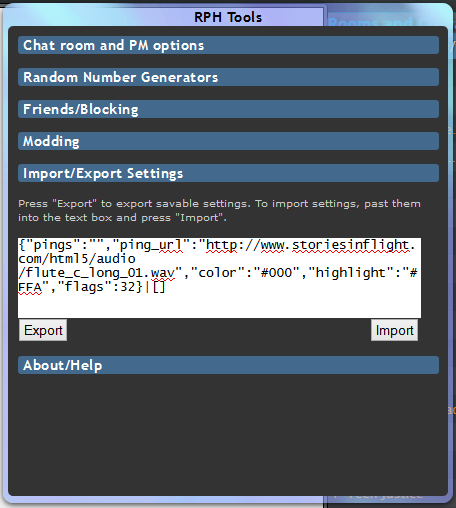 RPH Tools
Chat room and PM options
Random Number Generators
Friends/Blocking
Modding
Import/Export Settings
Press "Export" to export savable settings. To import settings, past them
into the text box and press "Import".
{"pings":"","ping_url":"http://www.storiesinflight.
com/html5/audio
/flute_c_long_01.wav","color":"#000","highlight":"#
FFA","flags":32}|[]
Export
Import
About/Help